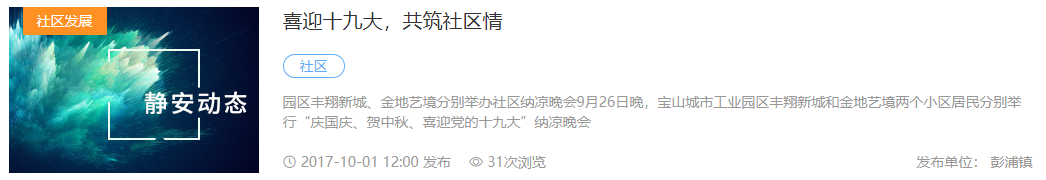 社区发展
静安动态
喜迎十九大，共筑社区情
社区
园区丰翔新城、金地艺境分别举办社区纳凉晚会9月26日晚，宝山城市工业园区丰翔新城和金地艺境两个小区居民分别举
行“庆国庆、贺中秋、喜迎党的十九大”纳凉晚会
2017-10-01 12:00 发布 31次浏览 发布单位： 彭浦镇